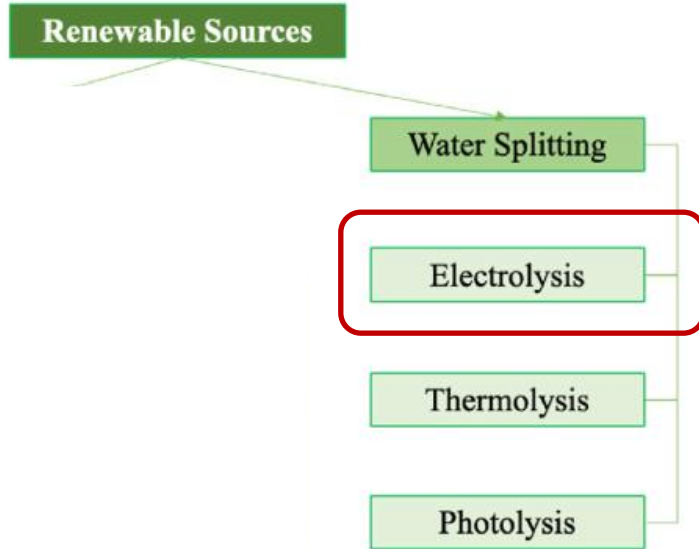 Renewable Sources
Water Splitting
Electrolysis
Thermolysis
Photolysis